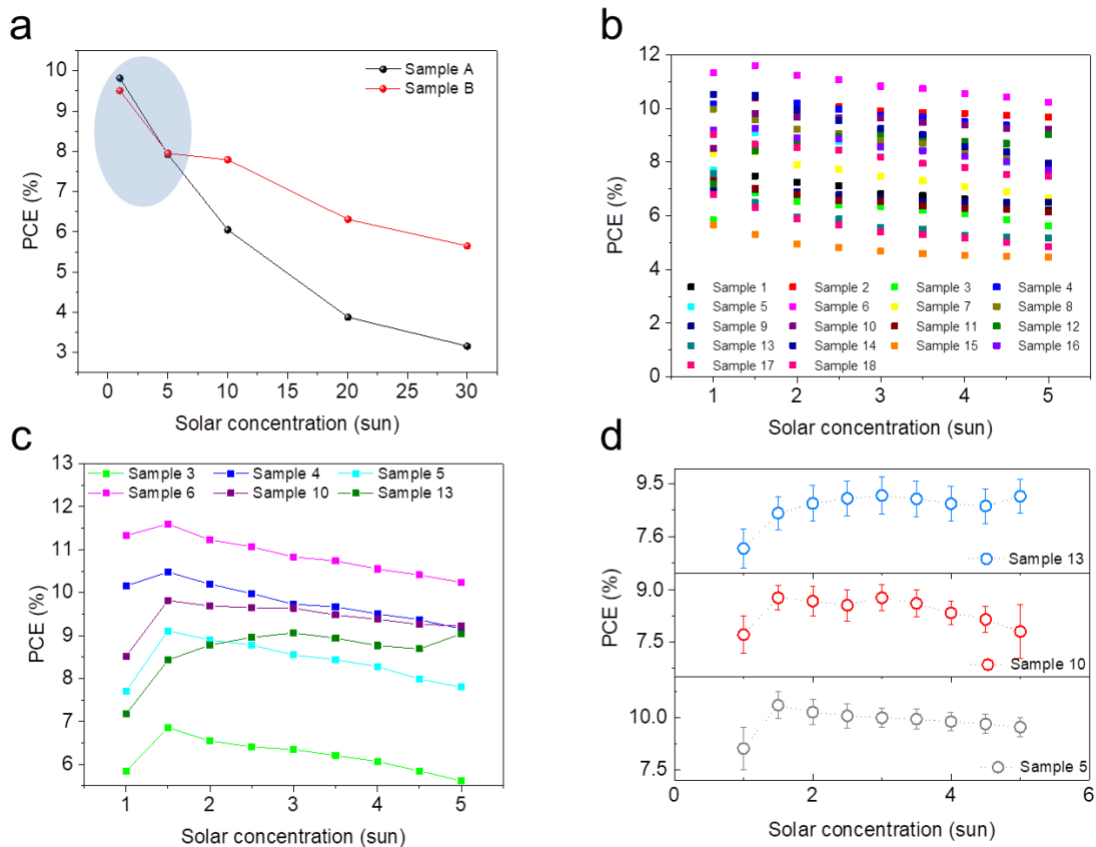 a
PCE (%)
10
9
8
7
6
5
4
3
0 5 10 15 20 25 30
Solar concentration (sun)
Sample A
Sample B
b
PCE (%)
12
10
8
6
4
2
0
Sample 1 Sample 2 Sample 3 Sample 4
Sample 5 Sample 6 Sample 7 Sample 8
Sample 9 Sample 10 Sample 11 Sample 12
Sample 13 Sample 14 Sample 15 Sample 16
Sample 17 Sample 18
1 2 3 4 5
Solar concentration (sun)
c
PCE (%)
13
12
11
10
9
8
7
6
Sample 3 Sample 4 Sample 5
Sample 6 Sample 10 Sample 13
1 2 3 4 5
Solar concentration (sun)
d
PCE (%)
PCE (%)
9.5
7.6
Sample 13
9.0
7.5
Sample 10
10.0
7.5
Sample 5
0 2 4 6
Solar concentration (sun)